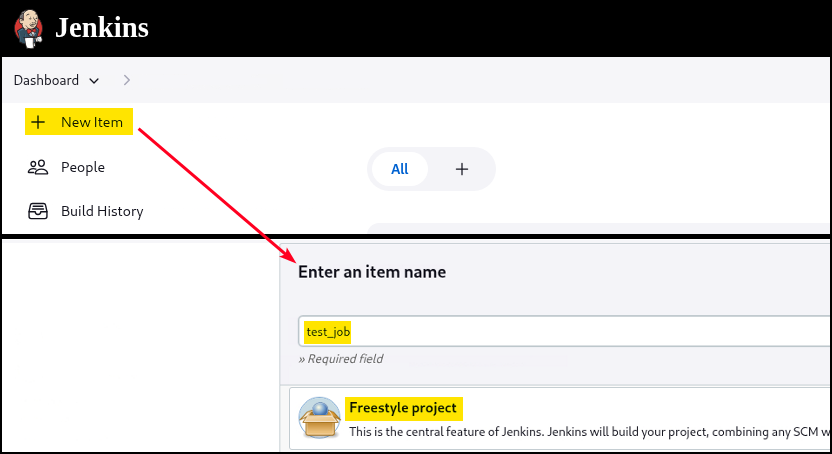 Jenkins
Dashboard
New Item
People
All
Build History
Enter an item name
test_job
» Required field
Freestyle project
This is the central feature of Jenkins. Jenkins will build your project, combining any SCM w